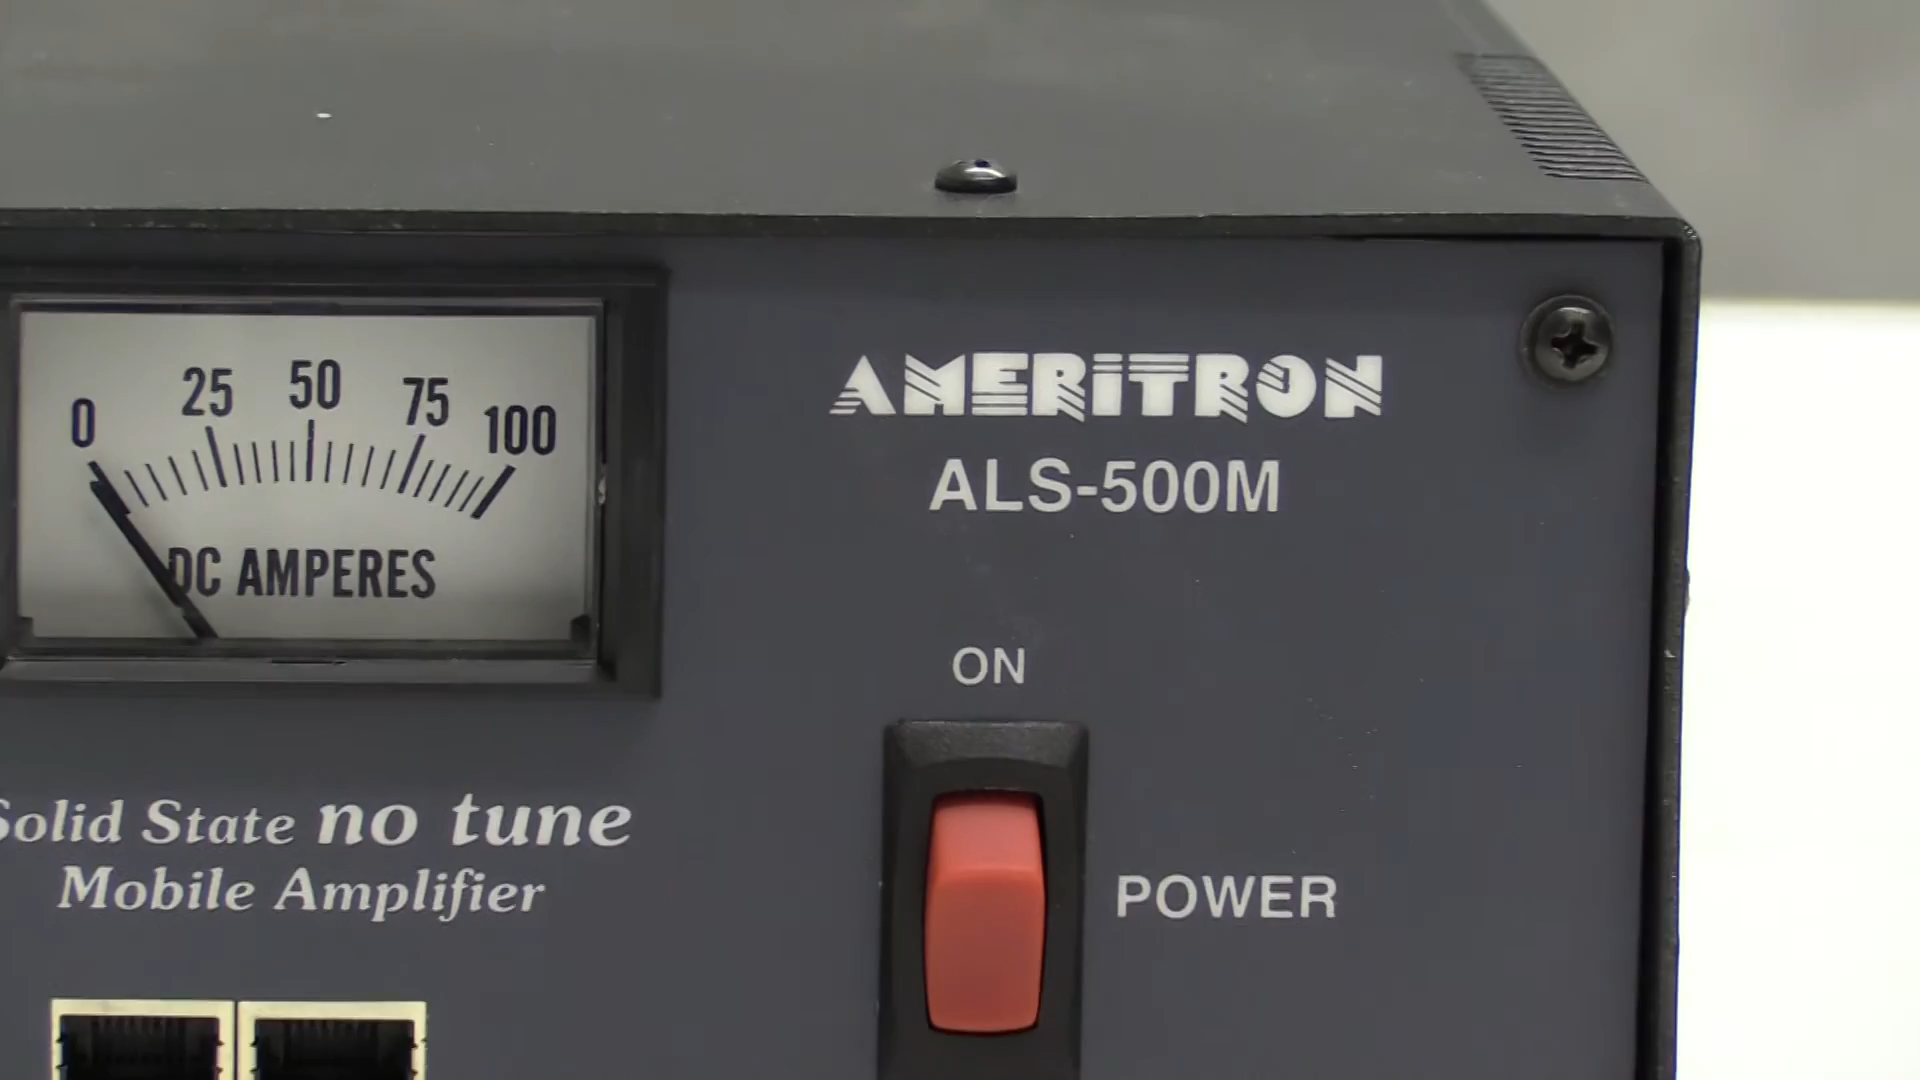 0 25 50 75 100
DC AMPERES
AMERITRON
ALS-500M
ON
POWER
Solid State no tune
Mobile Amplifier